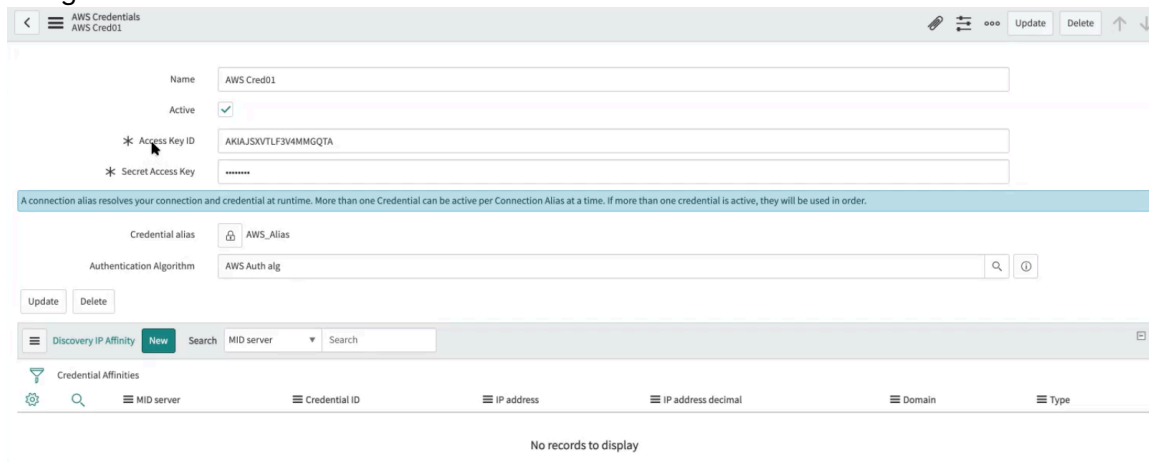 AWS Credentials
AWS Cred01
Update
Delete
Name
AWS Cred01
Active
Access Key ID
AKIAJSXVTLF3V4MMGQTA
Secret Access Key
••••••••
A connection alias resolves your connection and credential at runtime. More than one Credential can be active per Connection Alias at a time. If more than one credential is active, they will be used in order.
Credential alias
AWS_Alias
Authentication Algorithm
AWS Auth alg
Update
Delete
Discovery IP Affinity
New
Search
MID server
Search
Credential Affinities
MID server
Credential ID
IP address
IP address decimal
Domain
Type
No records to display